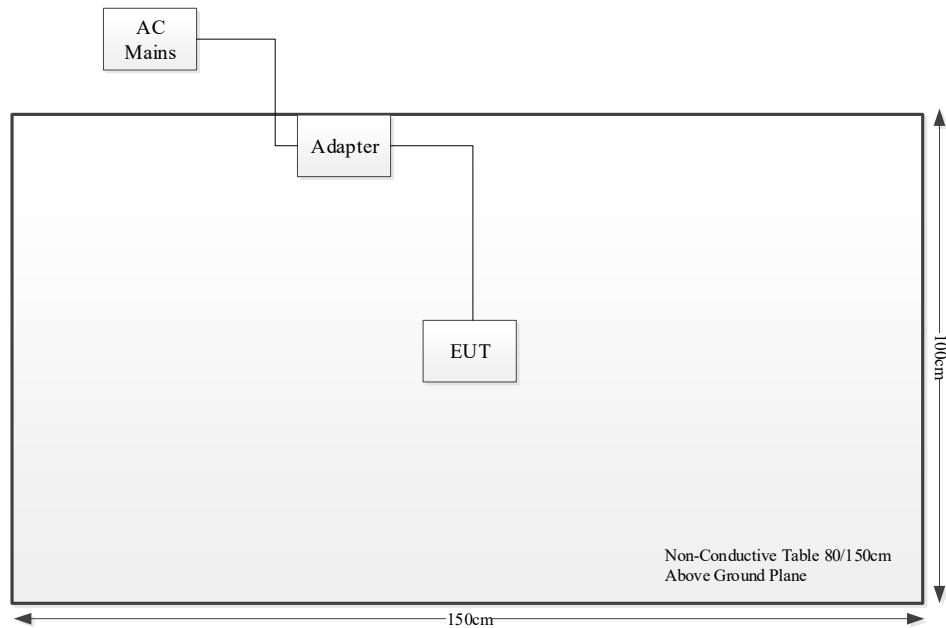 AC
Mains
Adapter
EUT
100cm
Non-Conductive Table 80/150cm
Above Ground Plane
150cm